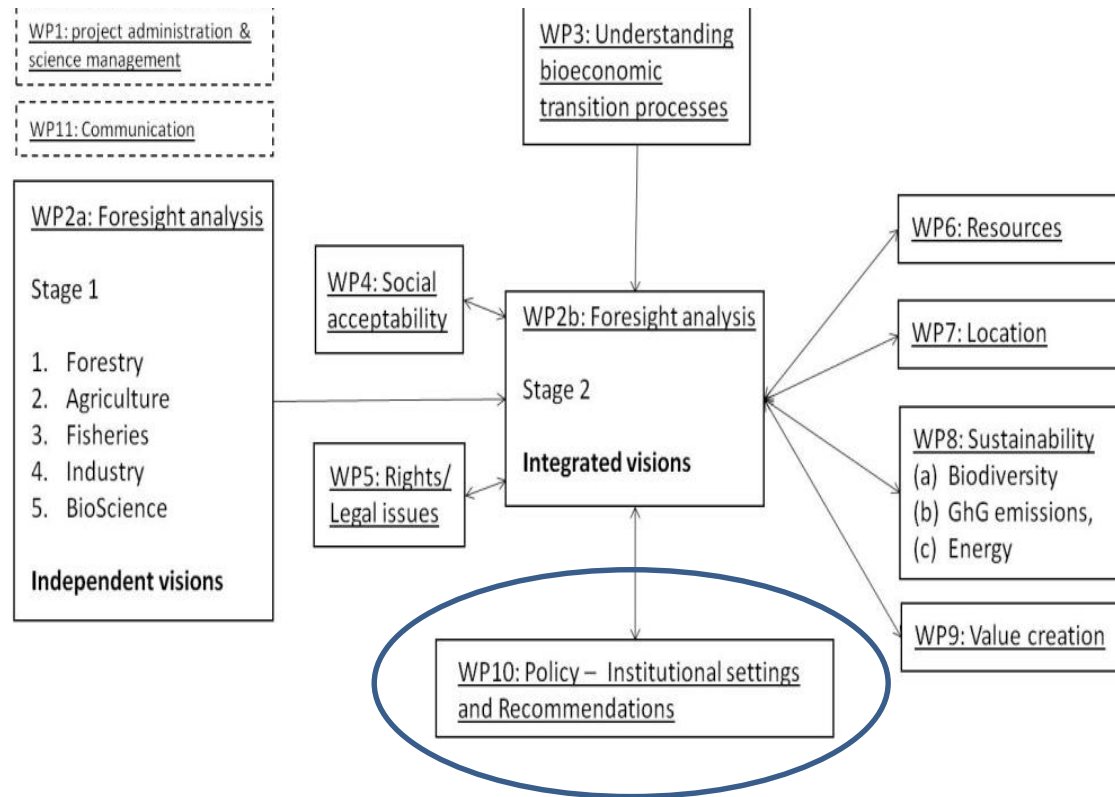 WP1: project administration &
science management
WP11: Communication
WP2a: Foresight analysis
Stage 1
1. Forestry
2. Agriculture
3. Fisheries
4. Industry
5. BioScience
Independent visions
WP3: Understanding
bioeconomic
transition processes
WP4: Social
acceptability
WP5: Rights/
Legal issues
WP2b: Foresight analysis
Stage 2
Integrated visions
WP10: Policy – Institutional settings
and Recommendations
WP6: Resources
WP7: Location
WP8: Sustainability
(a) Biodiversity
(b) GhG emissions,
(c) Energy
WP9: Value creation